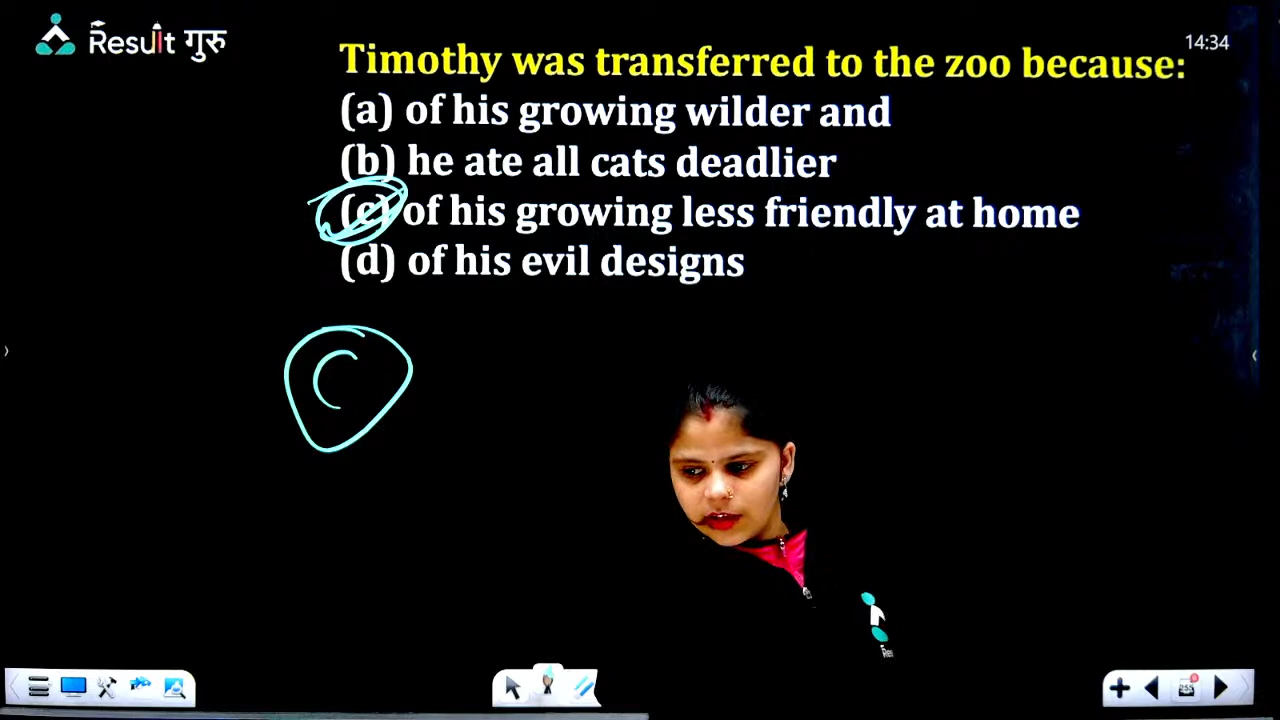 Result गुरु
14:34
Timothy was transferred to the zoo because:
(a) of his growing wilder and
(b) he ate all cats deadlier
(c) of his growing less friendly at home
(d) of his evil designs
C